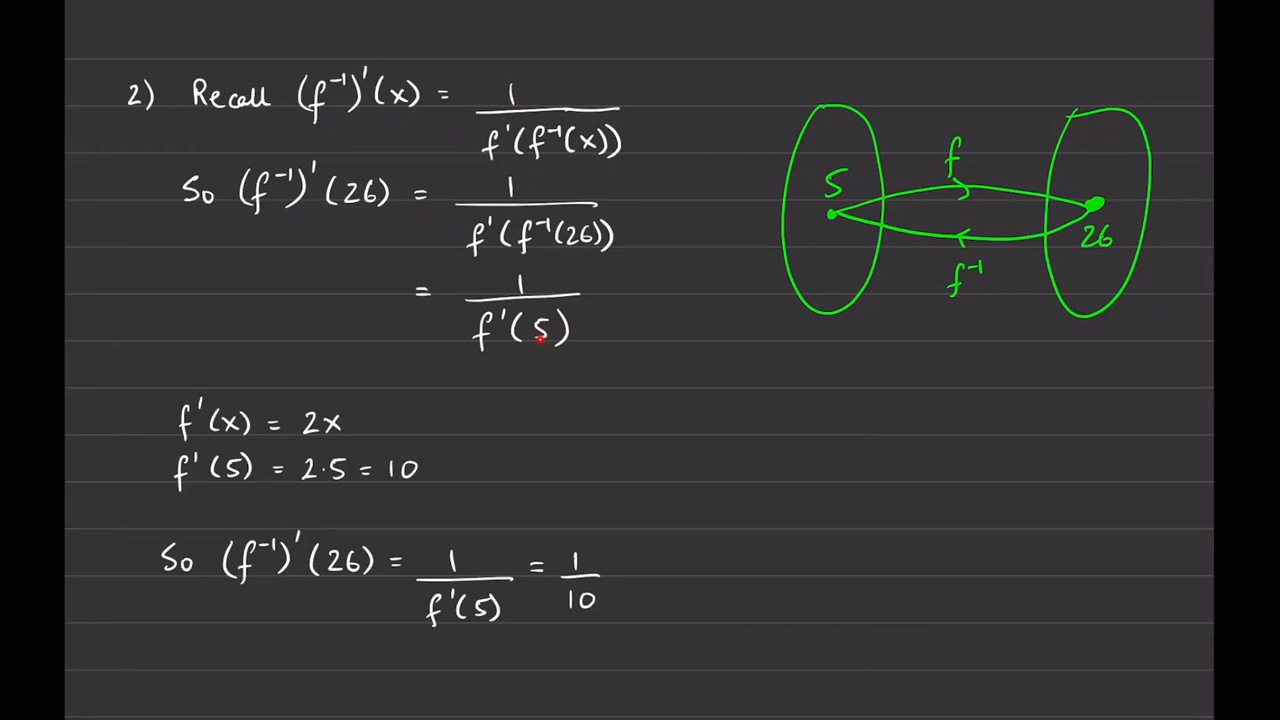 2) Recall (f⁻¹)'(x) = 1 / f'(f⁻¹(x))
So (f⁻¹)'(26) = 1 / f'(f⁻¹(26))
= 1 / f'(5)
f'(x) = 2x
f'(5) = 2·5 = 10
So (f⁻¹)'(26) = 1 / f'(5) = 1 / 10
f
5
26
f⁻¹